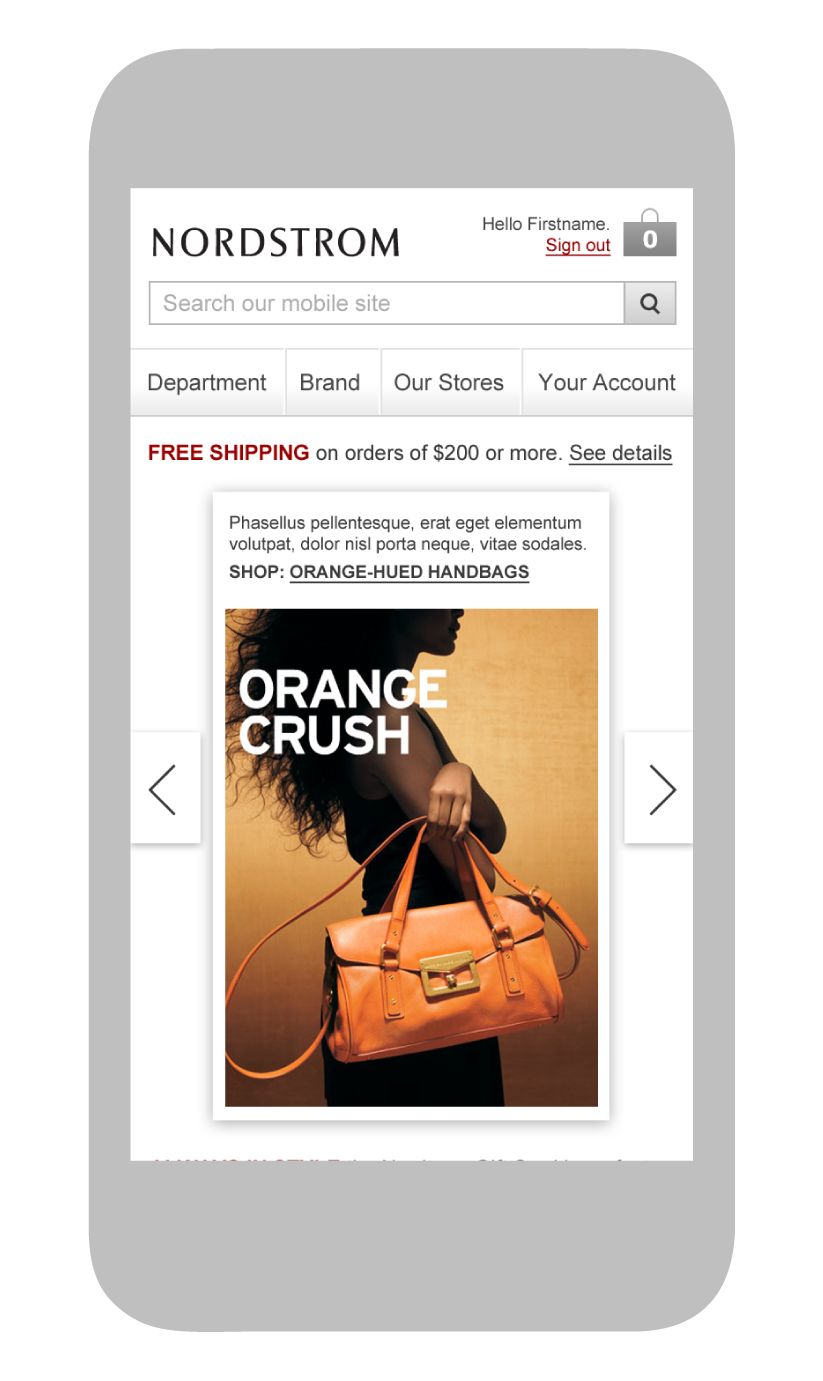 NORDSTROM
Hello Firstname.
Sign out
0
Search our mobile site
Department Brand Our Stores Your Account
FREE SHIPPING on orders of $200 or more. See details
Phasellus pellentesque, erat eget elementum
volutpat, dolor nisl porta neque, vitae sodales.
SHOP: ORANGE-HUED HANDBAGS
ORANGE
CRUSH